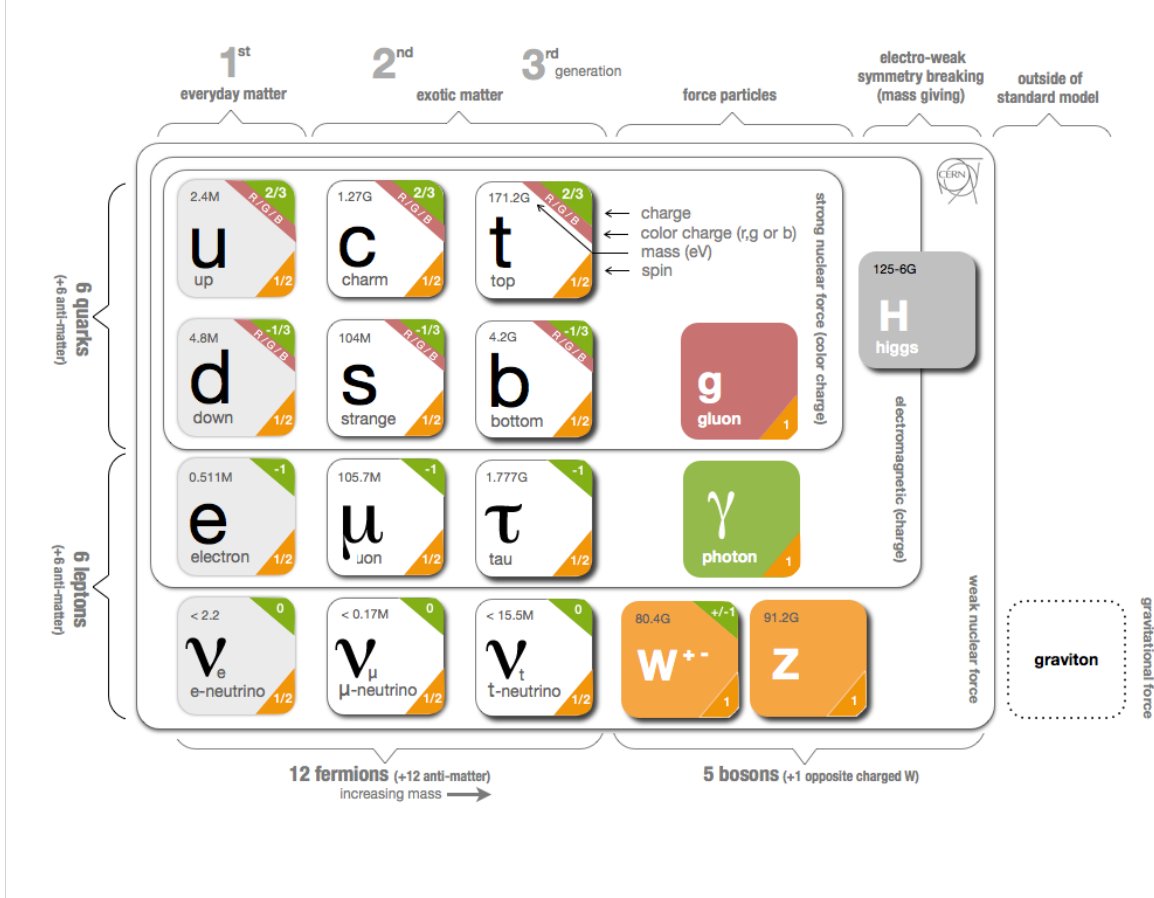 1st
everyday matter
2nd
3rd generation
exotic matter
force particles
electro-weak
symmetry breaking
(mass giving)
outside of
standard model
CERN
6 quarks
(+6 anti-matter)
2.4M
2/3
R/G/B
u
up
1/2
1.27G
2/3
R/G/B
c
charm
1/2
171.2G
2/3
R/G/B
t
top
1/2
charge
color charge (r,g or b)
mass (eV)
spin
strong nuclear force (color charge)
125-6G
H
higgs
4.8M
-1/3
R/G/B
d
down
1/2
104M
-1/3
R/G/B
s
strange
1/2
4.2G
-1/3
R/G/B
b
bottom
1/2
g
gluon
1
electromagnetic (charge)
6 leptons
(+6 anti-matter)
0.511M
-1
e
electron
1/2
105.7M
-1
μ
uon
1/2
1.777G
-1
τ
tau
1/2
γ
photon
1
weak nuclear force
< 2.2
0
νe
e-neutrino
1/2
< 0.17M
0
νμ
μ-neutrino
1/2
< 15.5M
0
νt
t-neutrino
1/2
80.4G
+/-1
W+-
1
91.2G
Z
1
graviton
gravitational force
12 fermions (+12 anti-matter)
increasing mass
5 bosons (+1 opposite charged W)